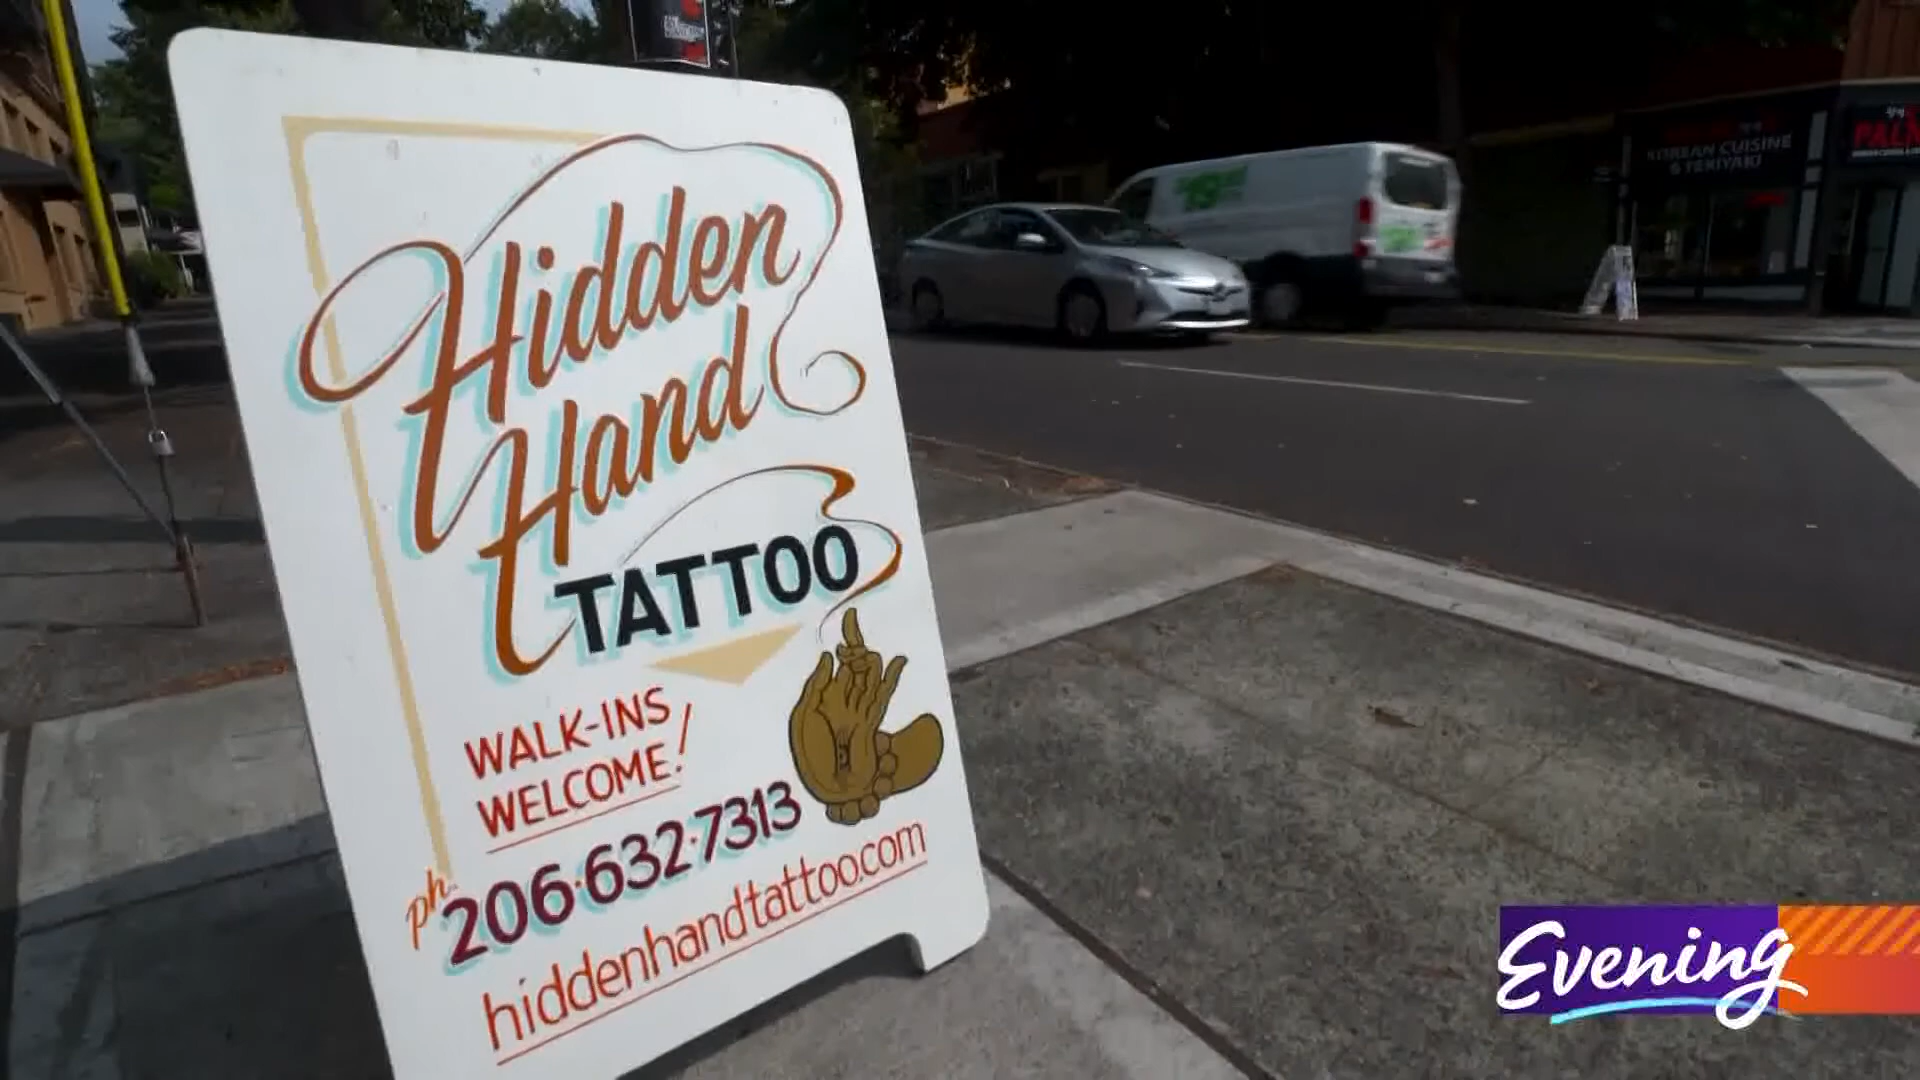 Hidden
Hand
TATTOO
WALK-INS
WELCOME!
ph. 206·632·7313
hiddenhandtattoo.com
KOREAN CUISINE
& TERIYAKI
Evening